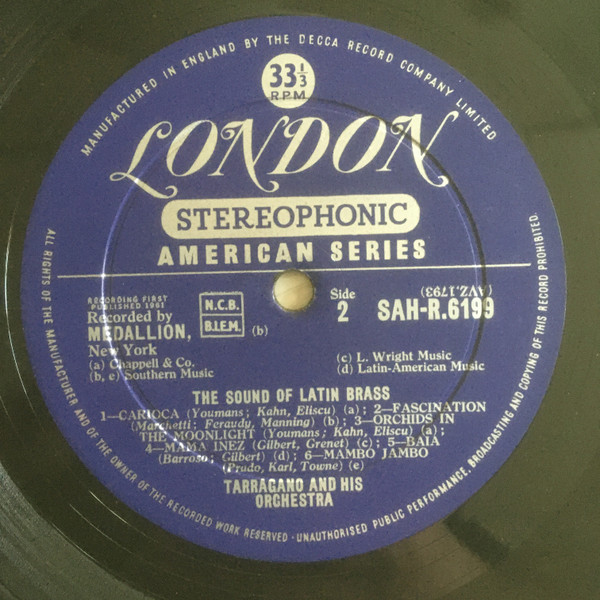 MANUFACTURED IN ENGLAND BY THE DECCA RECORD COMPANY LIMITED
33 1/3
RPM
LONDON
STEREOPHONIC
AMERICAN SERIES
RECORDING FIRST
PUBLISHED 1961
Recorded by
MEDALLION,
New York
N.C.B.
B.I.E.M.
(b)
Side
2
(AVZ.1793)
SAH-R.6199
(a) Chappell & Co.
(b, e) Southern Music
(c) L. Wright Music
(d) Latin-American Music
THE SOUND OF LATIN BRASS
1—CARIOCA (Youmans; Kahn, Eliscu) (a); 2—FASCINATION
(Marchetti; Feraudy, Manning) (b); 3—ORCHIDS IN
THE MOONLIGHT (Youmans; Kahn, Eliscu) (a);
4—MAMA INEZ (Gilbert, Grenet) (c); 5—BAIA
(Barroso; Gilbert) (d); 6—MAMBO JAMBO
(Prado, Karl, Towne) (e)
TARRAGANO AND HIS
ORCHESTRA
ALL RIGHTS OF THE MANUFACTURER AND OF THE OWNER OF THE RECORDED WORK RESERVED · UNAUTHORISED PUBLIC PERFORMANCE, BROADCASTING AND COPYING OF THIS RECORD PROHIBITED.